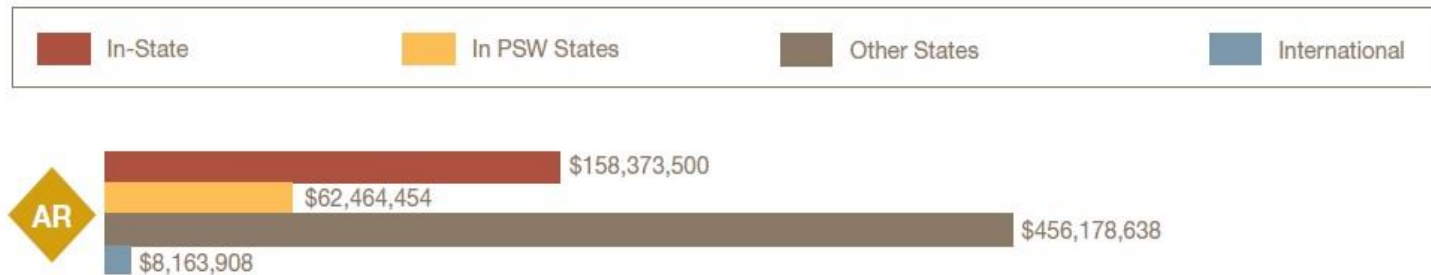 In-State
In PSW States
Other States
International
AR
$158,373,500
$62,464,454
$456,178,638
$8,163,908